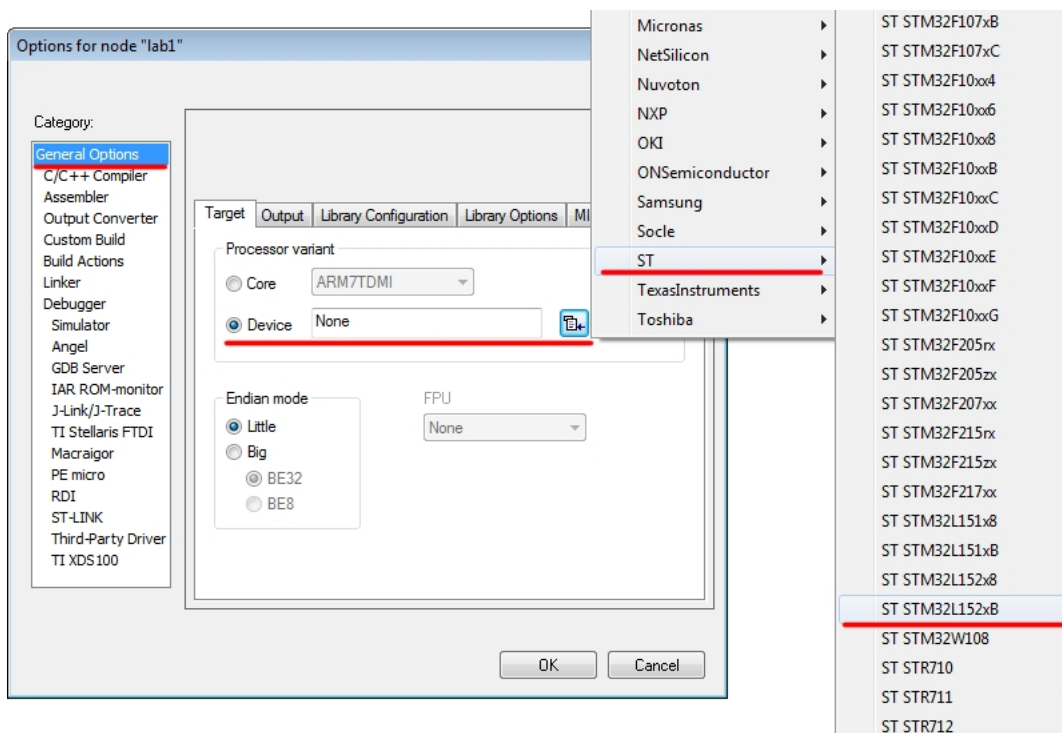 Options for node "lab1"
Category:
General Options
C/C++ Compiler
Assembler
Output Converter
Custom Build
Build Actions
Linker
Debugger
Simulator
Angel
GDB Server
IAR ROM-monitor
J-Link/J-Trace
TI Stellaris FTDI
Macraigor
PE micro
RDI
ST-LINK
Third-Party Driver
TI XDS100
Target Output Library Configuration Library Options MI
Processor variant
Core ARM7TDMI
Device None
Endian mode
Little
Big
BE32
BE8
FPU
None
OK Cancel
Micronas
NetSilicon
Nuvoton
NXP
OKI
ONSemiconductor
Samsung
Socle
ST
TexasInstruments
Toshiba
ST STM32F107xB
ST STM32F107xC
ST STM32F10xx4
ST STM32F10xx6
ST STM32F10xx8
ST STM32F10xxB
ST STM32F10xxC
ST STM32F10xxD
ST STM32F10xxE
ST STM32F10xxF
ST STM32F10xxG
ST STM32F205rx
ST STM32F205zx
ST STM32F207xx
ST STM32F215rx
ST STM32F215zx
ST STM32F217xx
ST STM32L151x8
ST STM32L151xB
ST STM32L152x8
ST STM32L152xB
ST STM32W108
ST STR710
ST STR711
ST STR712